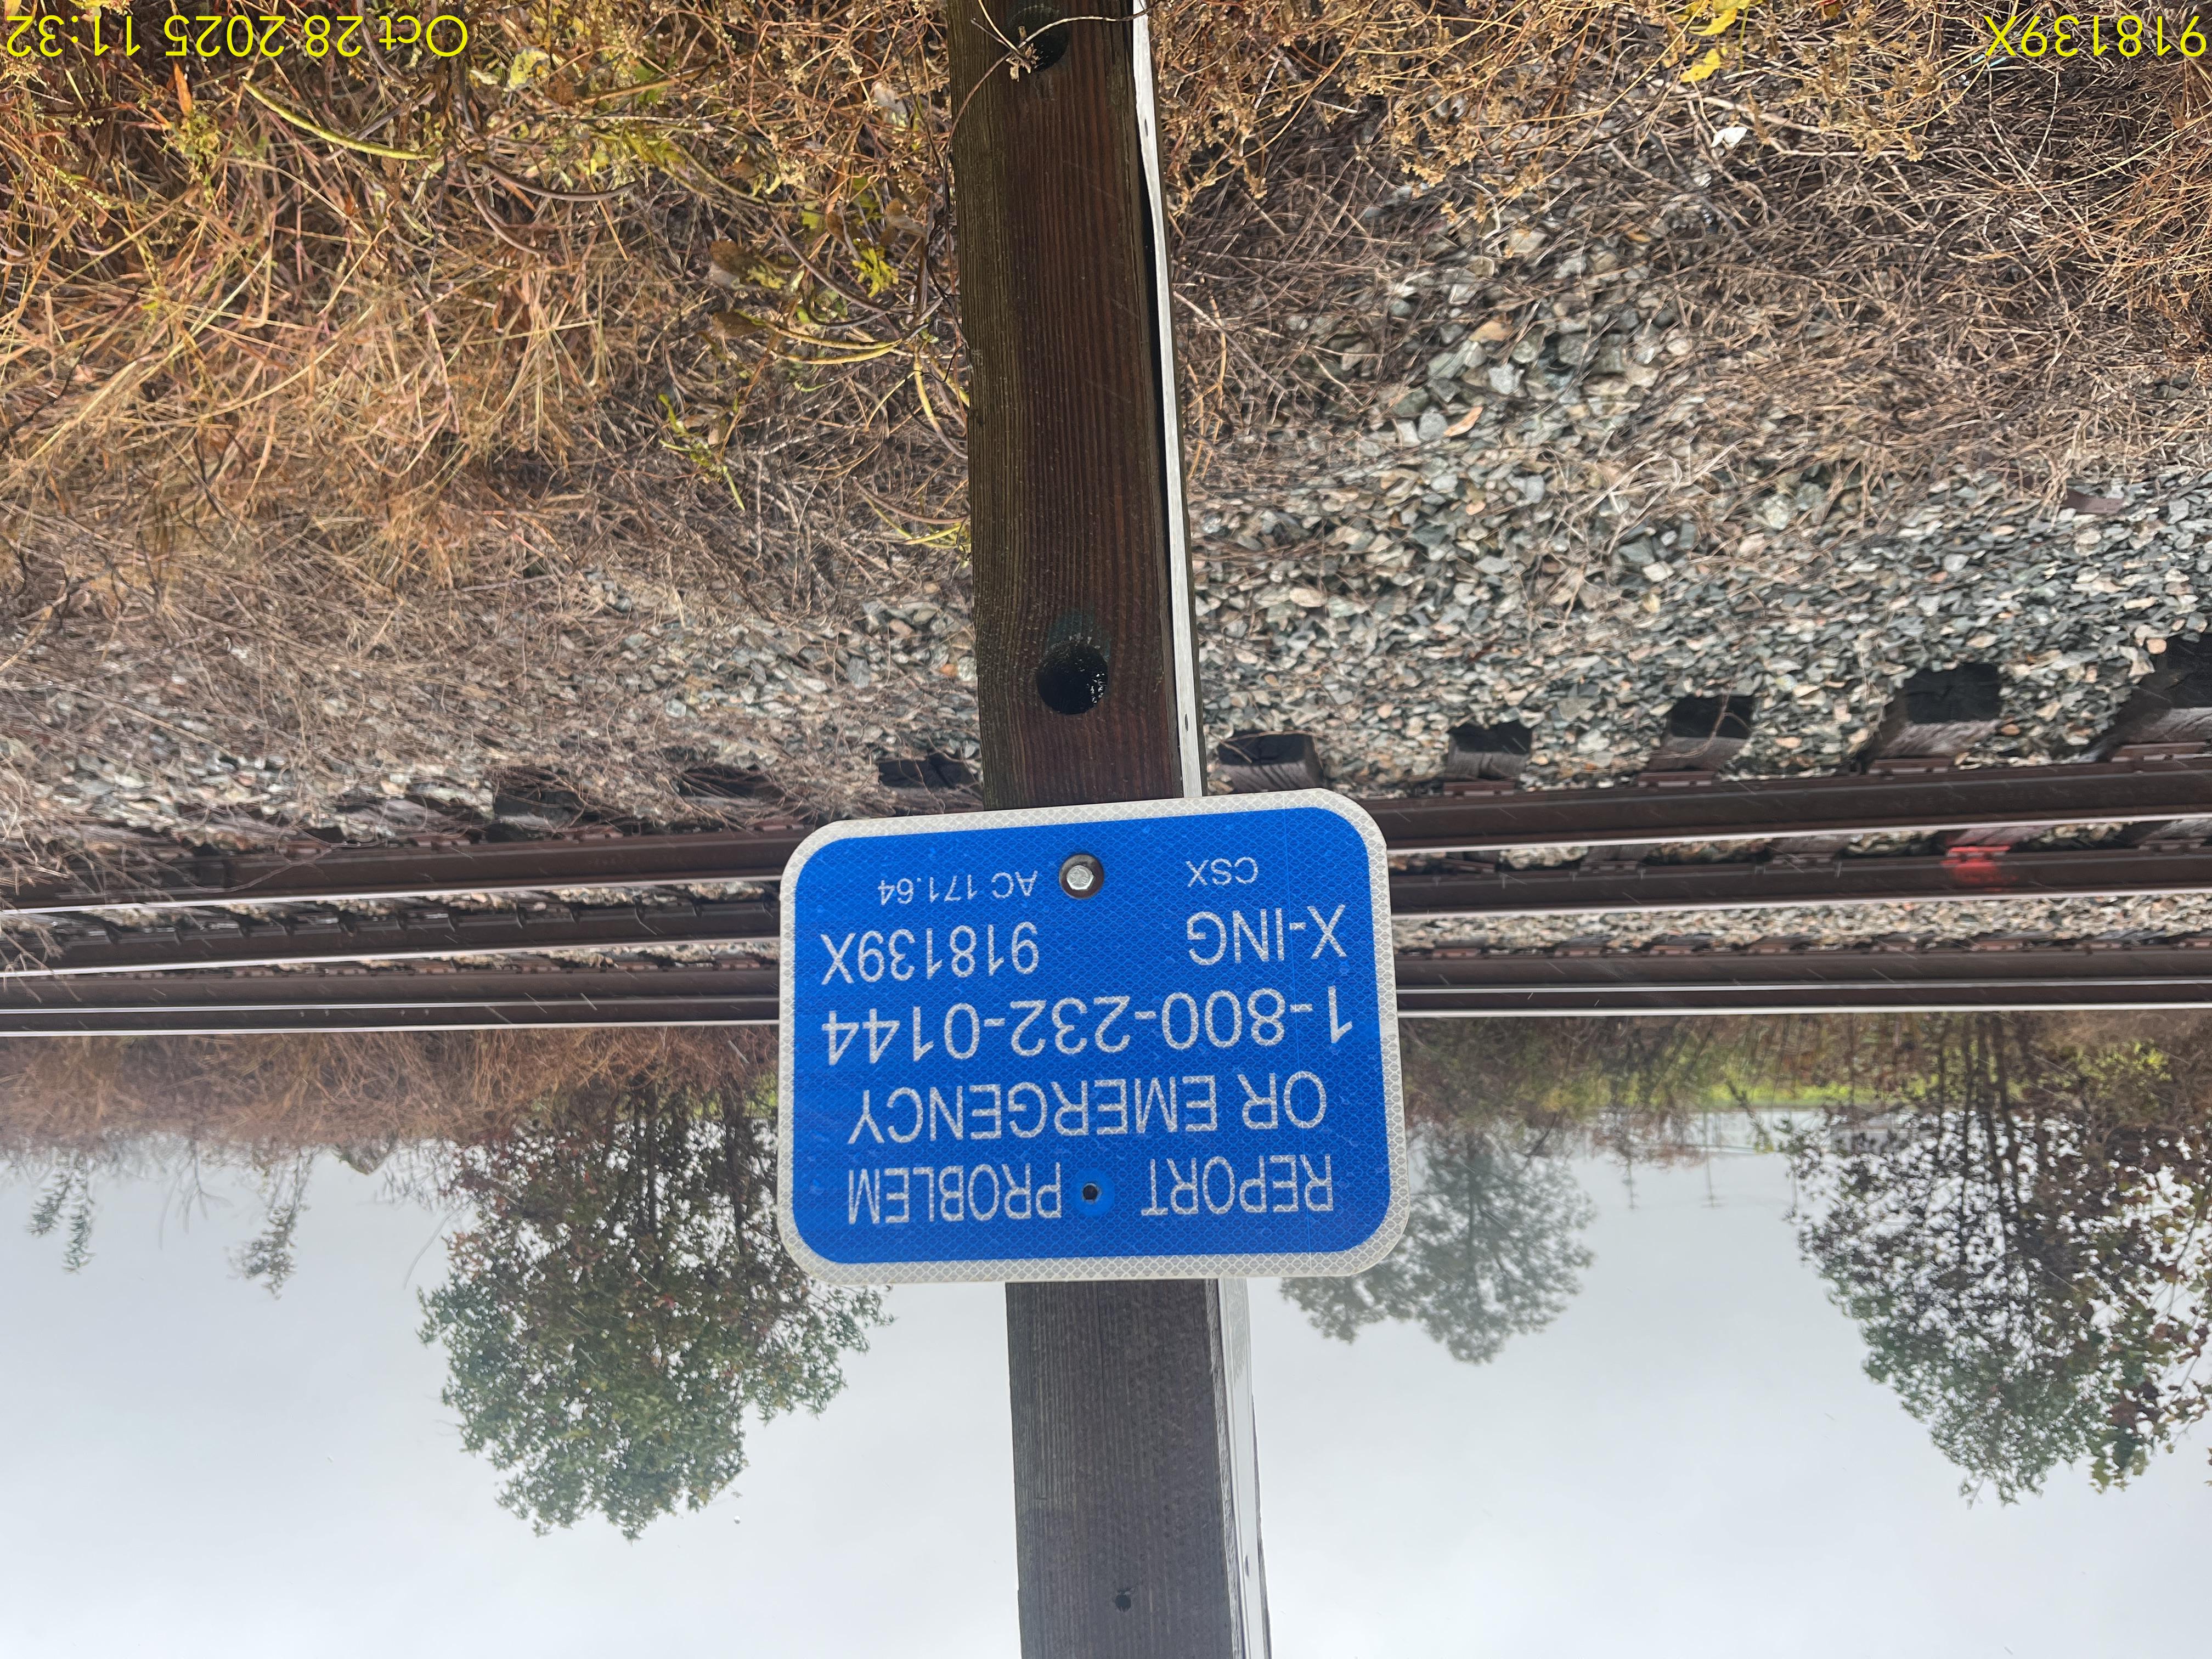 REPORT PROBLEM
OR EMERGENCY
1-800-232-0144
X-ING 918139X
CSX AC 171.64
918139X
Oct 28 2025 11:32